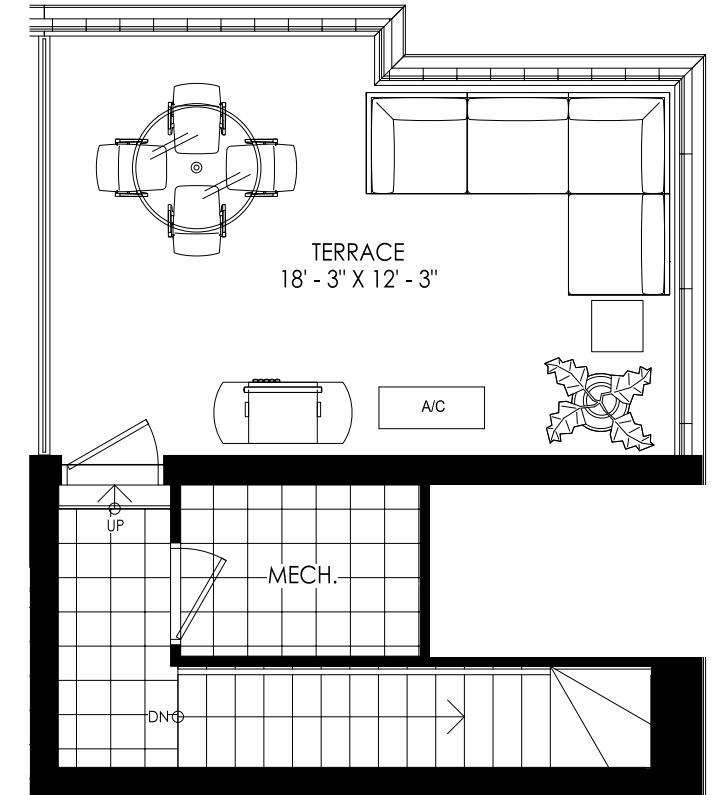 TERRACE
18' - 3" X 12' - 3"
A/C
UP
MECH.
DN